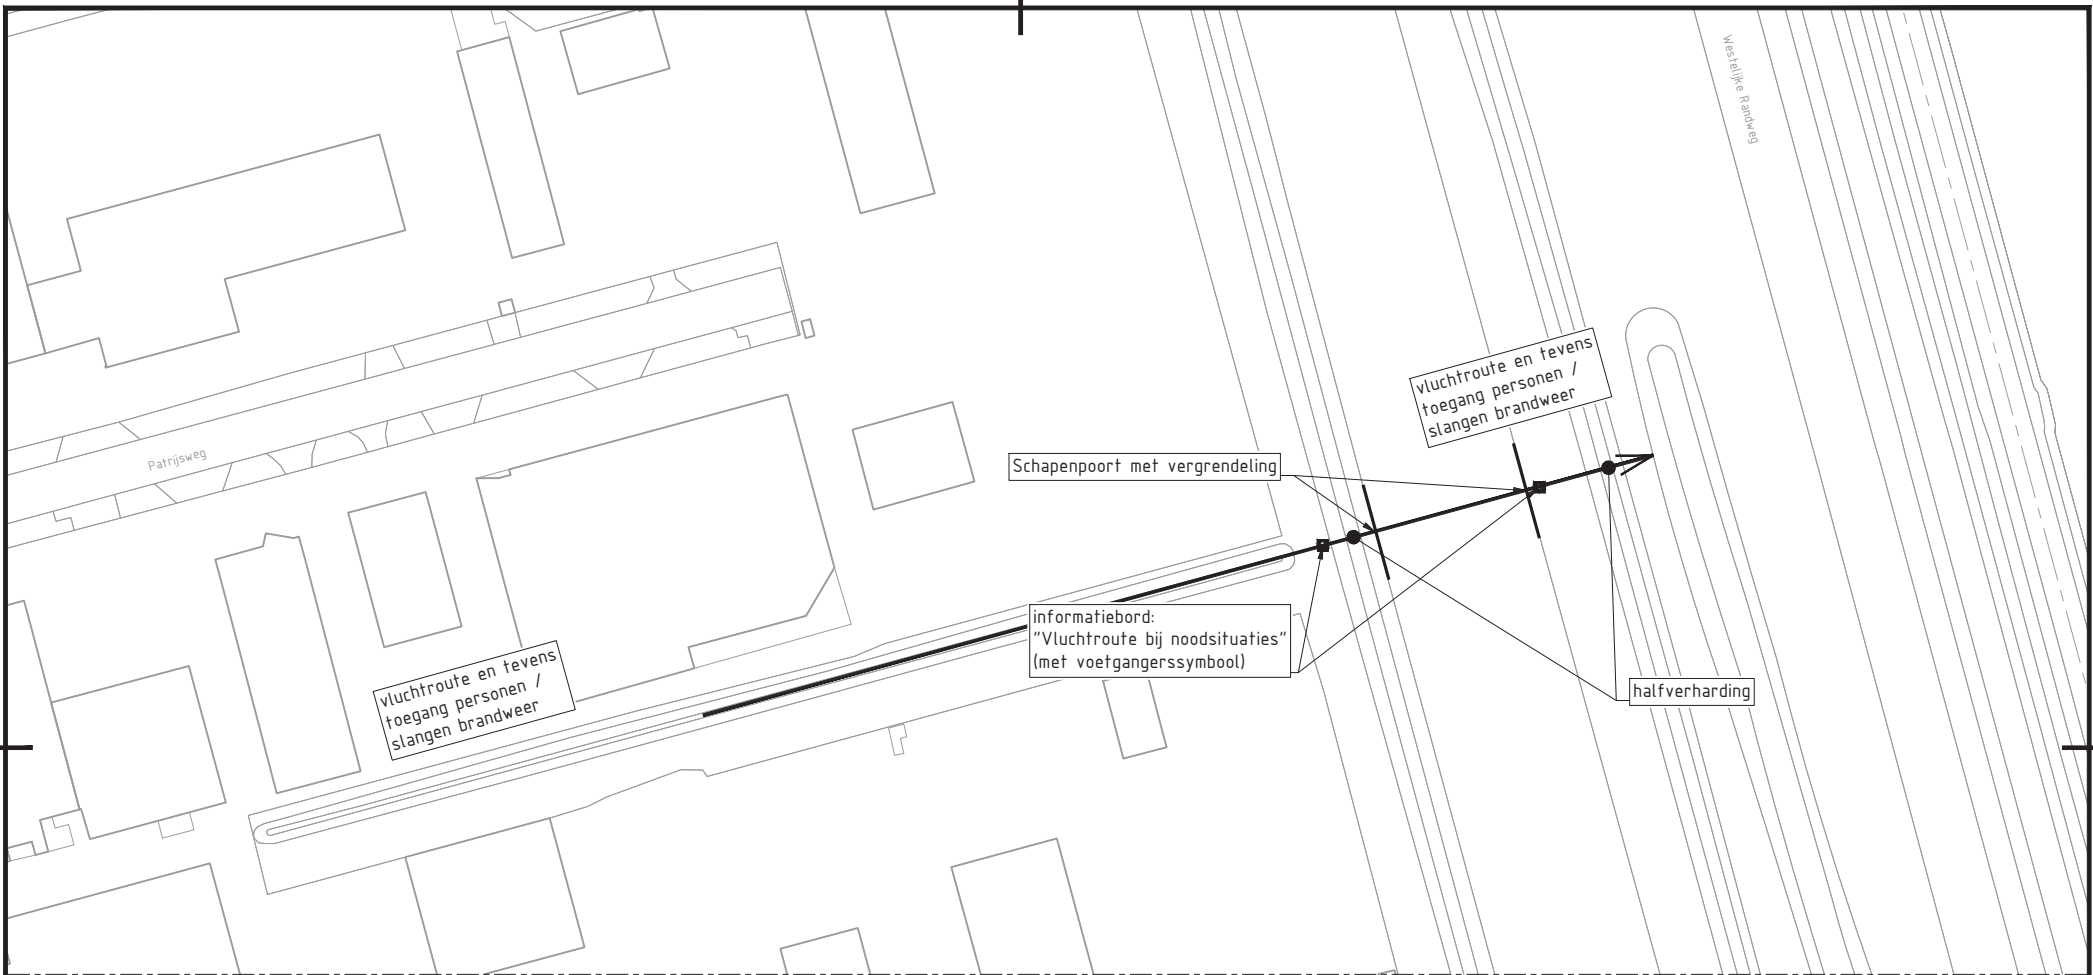 Westelijke Randweg
vluchtroute en tevens
toegang personen /
slangen brandweer
Patrijsweg
Schapenpoort met vergrendeling
informatiebord:
"Vluchtroute bij noodsituaties"
(met voetgangerssymbool)
vluchtroute en tevens
toegang personen /
slangen brandweer
halfverharding